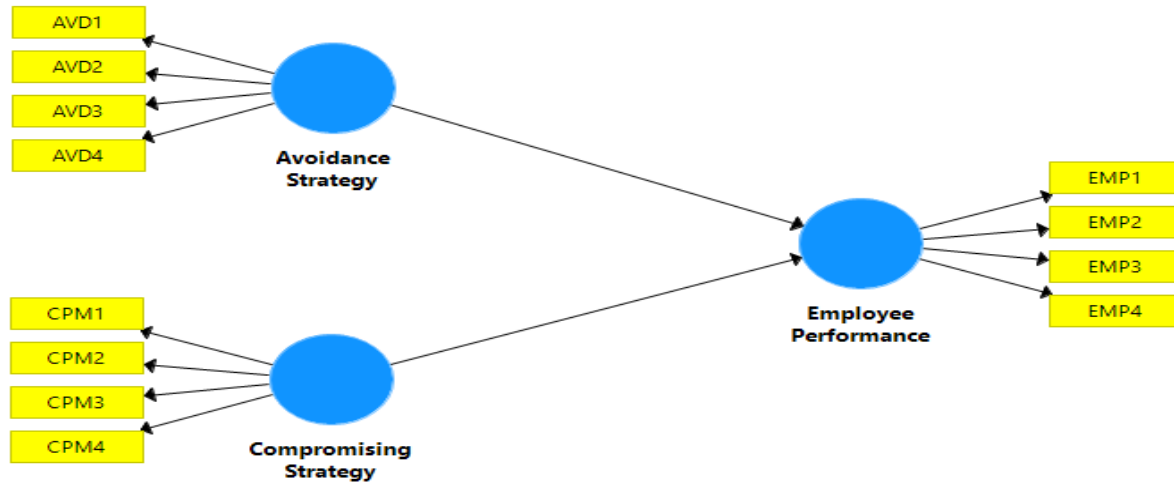 AVD1
AVD2
AVD3
AVD4
Avoidance
Strategy
EMP1
EMP2
EMP3
EMP4
Employee
Performance
CPM1
CPM2
CPM3
CPM4
Compromising
Strategy